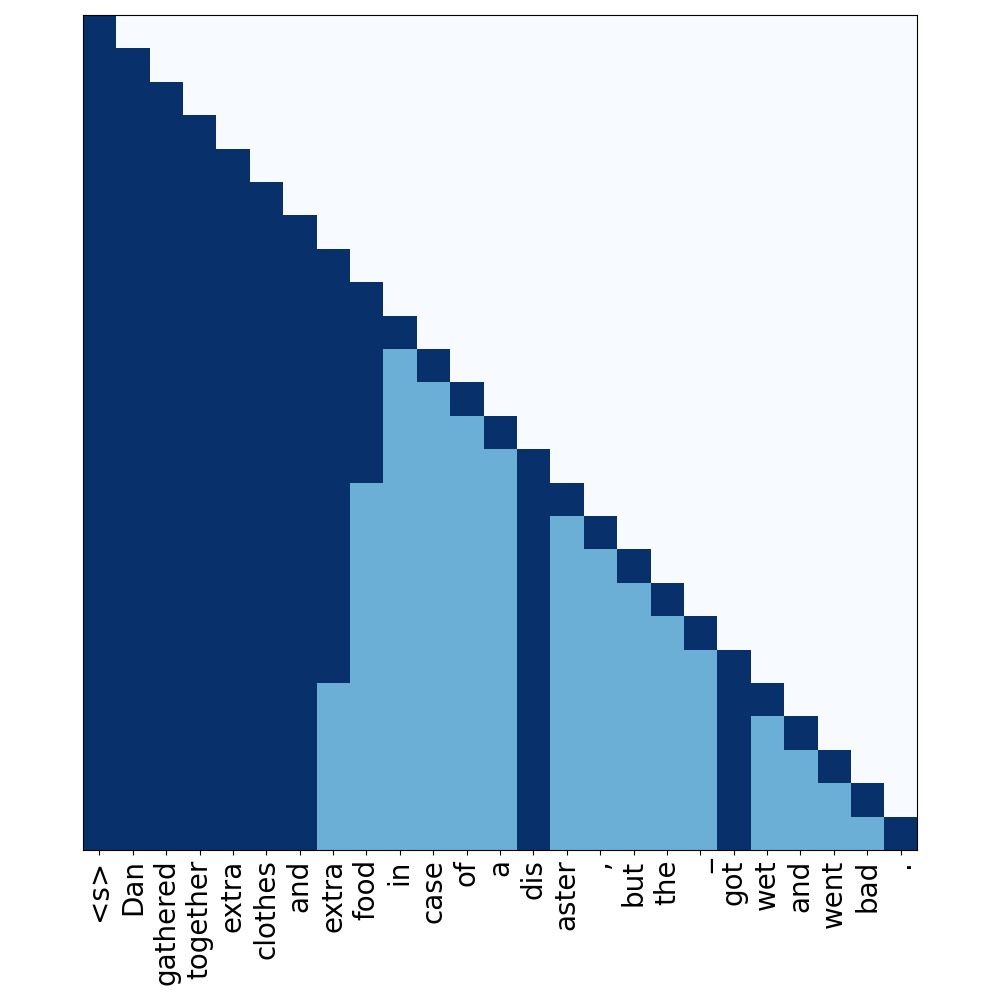 <s> Dan gathered together extra clothes and extra food in case of a dis aster , but the _ got wet and went bad .